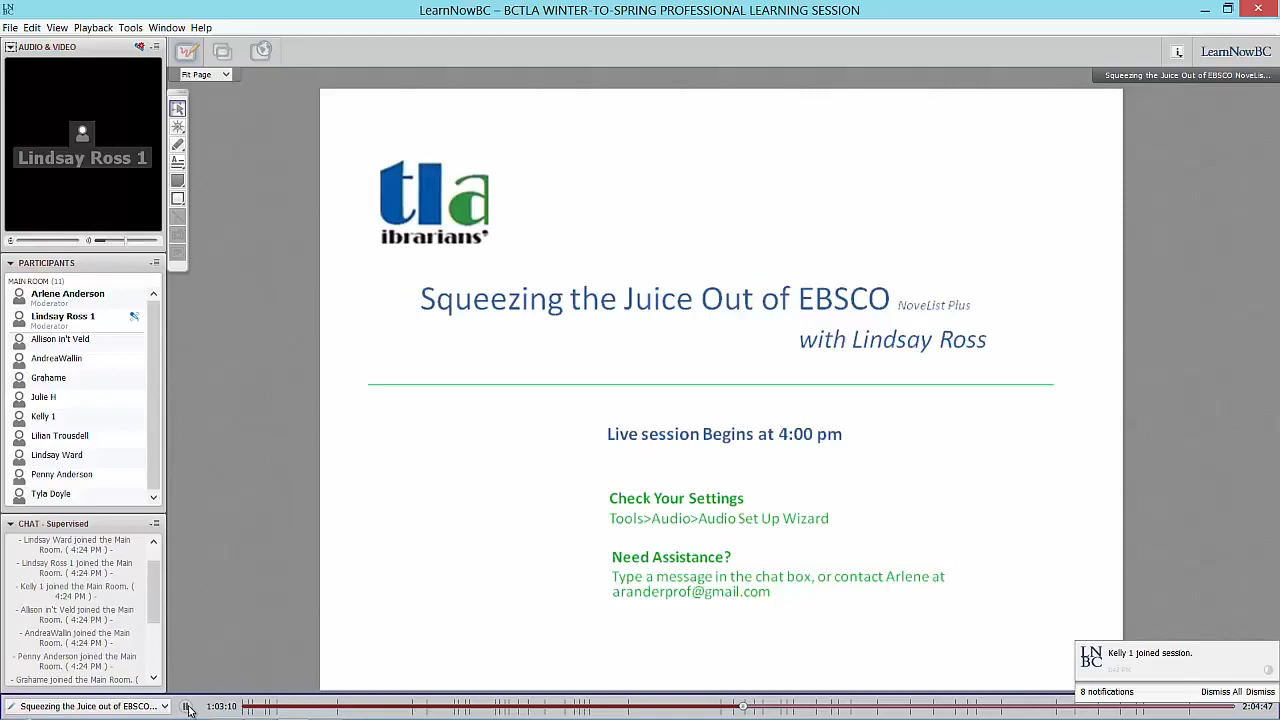 LearnNowBC – BCTLA WINTER-TO-SPRING PROFESSIONAL LEARNING SESSION
File Edit View Playback Tools Window Help
AUDIO & VIDEO
Lindsay Ross 1
PARTICIPANTS
MAIN ROOM (11)
Arlene Anderson
Moderator
Lindsay Ross 1
Moderator
Allison in't Veld
AndreaWallin
Grahame
Julie H
Kelly 1
Lilian Trousdell
Lindsay Ward
Penny Anderson
Tyla Doyle
CHAT - Supervised
- Lindsay Ward joined the Main
Room. ( 4:24 PM ) -
- Lindsay Ross 1 joined the Main
Room. ( 4:24 PM ) -
- Kelly 1 joined the Main Room. (
4:24 PM ) -
- Allison in't Veld joined the Main
Room. ( 4:24 PM ) -
- AndreaWallin joined the Main
Room. ( 4:24 PM ) -
- Penny Anderson joined the Main
Room. ( 4:24 PM ) -
- Grahame joined the Main Room. (
Fit Page
LearnNowBC
Squeezing the Juice Out of EBSCO NoveLis...
tla
ibrarians'
Squeezing the Juice Out of EBSCO NoveList Plus
with Lindsay Ross
Live session Begins at 4:00 pm
Check Your Settings
Tools>Audio>Audio Set Up Wizard
Need Assistance?
Type a message in the chat box, or contact Arlene at
aranderprof@gmail.com
LN
BC
Kelly 1 joined session.
8 notifications Dismiss All Dismiss
Squeezing the Juice out of EBSCO... 1:03:10 2:04:47